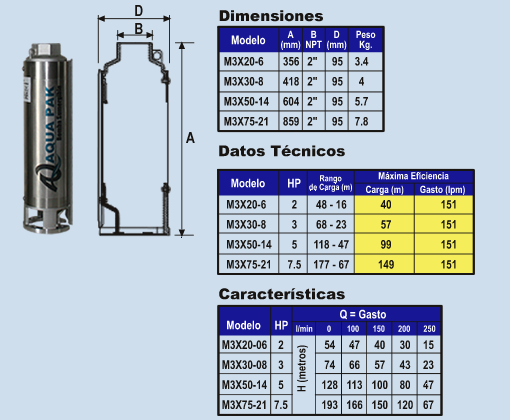 D
B
A
AQUA PAK
Dimensiones
Modelo A (mm) B NPT D (mm) Peso Kg.
M3X20-6 356 2" 95 3.4
M3X30-8 418 2" 95 4
M3X50-14 604 2" 95 5.7
M3X75-21 859 2" 95 7.8
Datos Técnicos
Modelo HP Rango de Carga (m) Máxima Eficiencia
Carga (m) Gasto (lpm)
M3X20-6 2 48 - 16 40 151
M3X30-8 3 68 - 23 57 151
M3X50-14 5 118 - 47 99 151
M3X75-21 7.5 177 - 67 149 151
Características
Modelo HP Q = Gasto
l/min 0 100 150 200 250
H (metros)
M3X20-06 2 54 47 40 30 15
M3X30-08 3 74 66 57 43 23
M3X50-14 5 128 113 100 80 47
M3X75-21 7.5 193 166 150 120 67